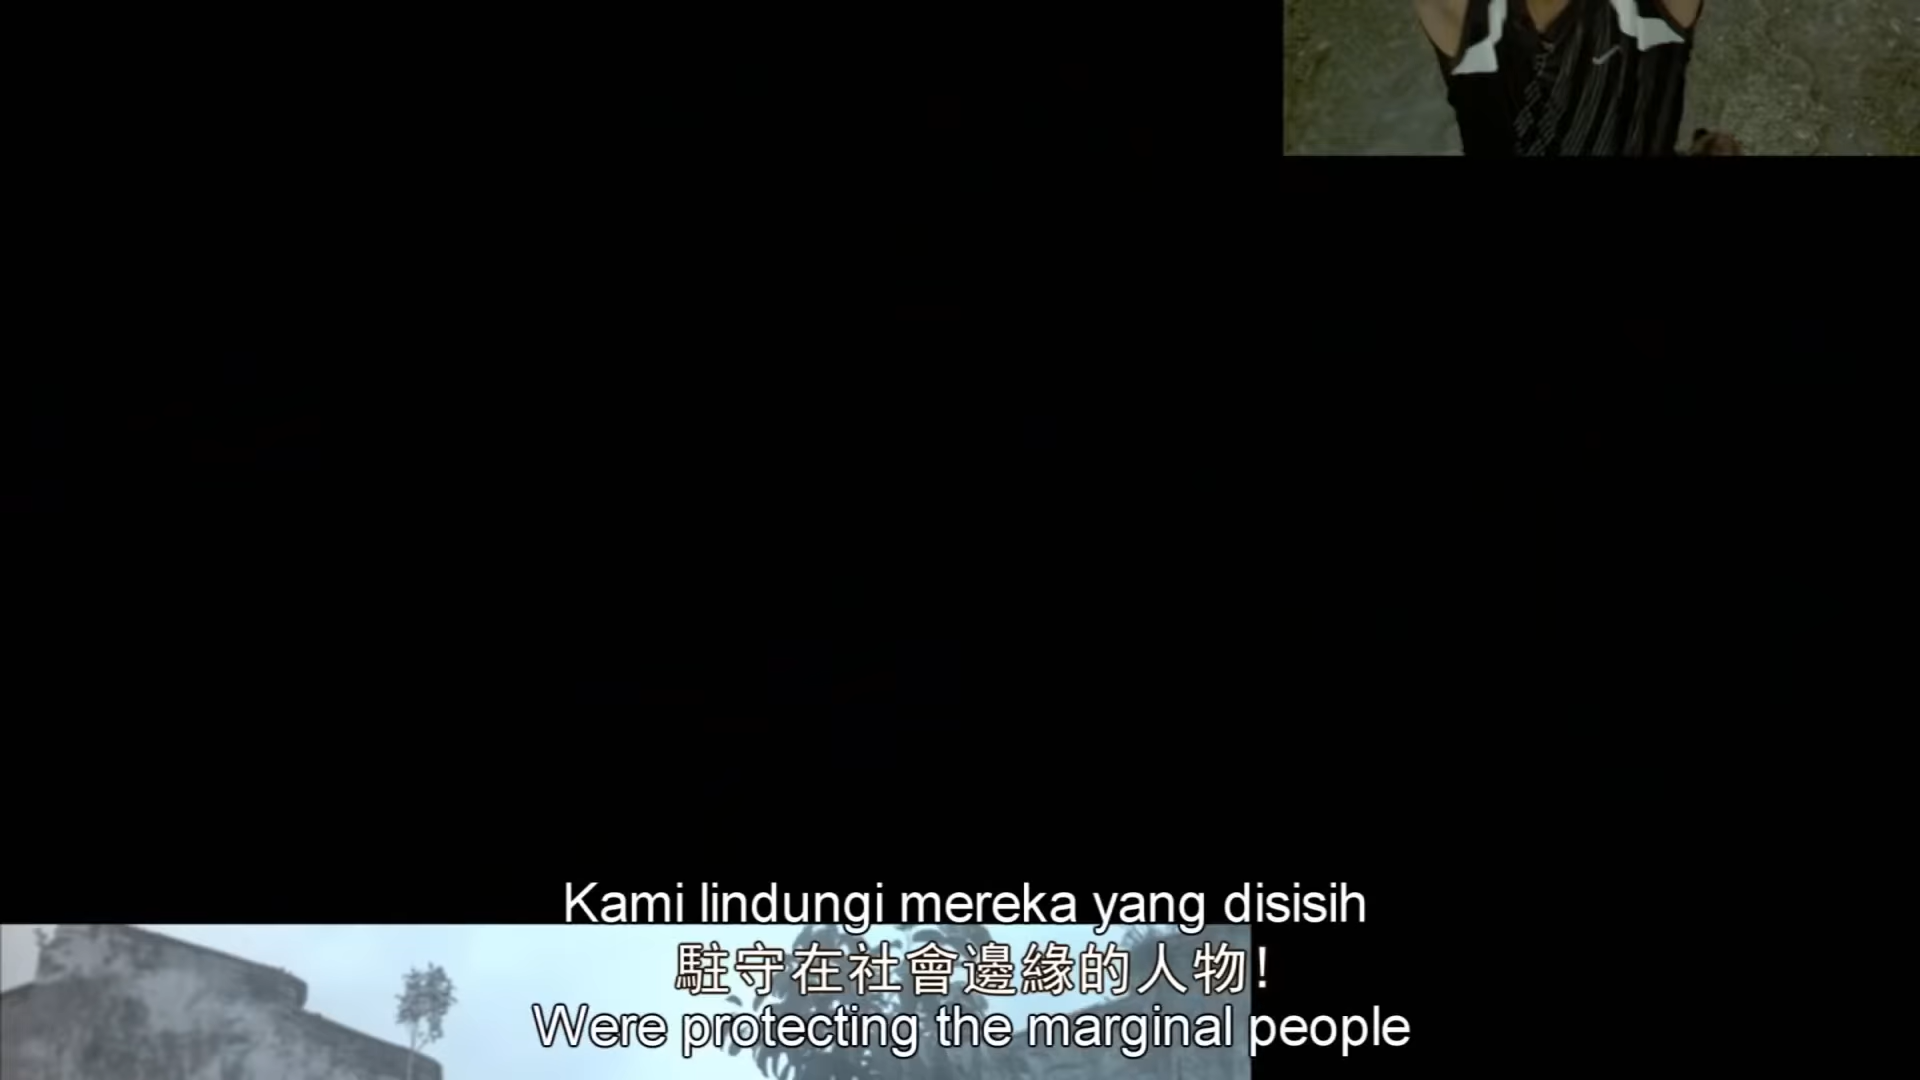 Kami lindungi mereka yang disisih
駐守在社會邊緣的人物!
Were protecting the marginal people